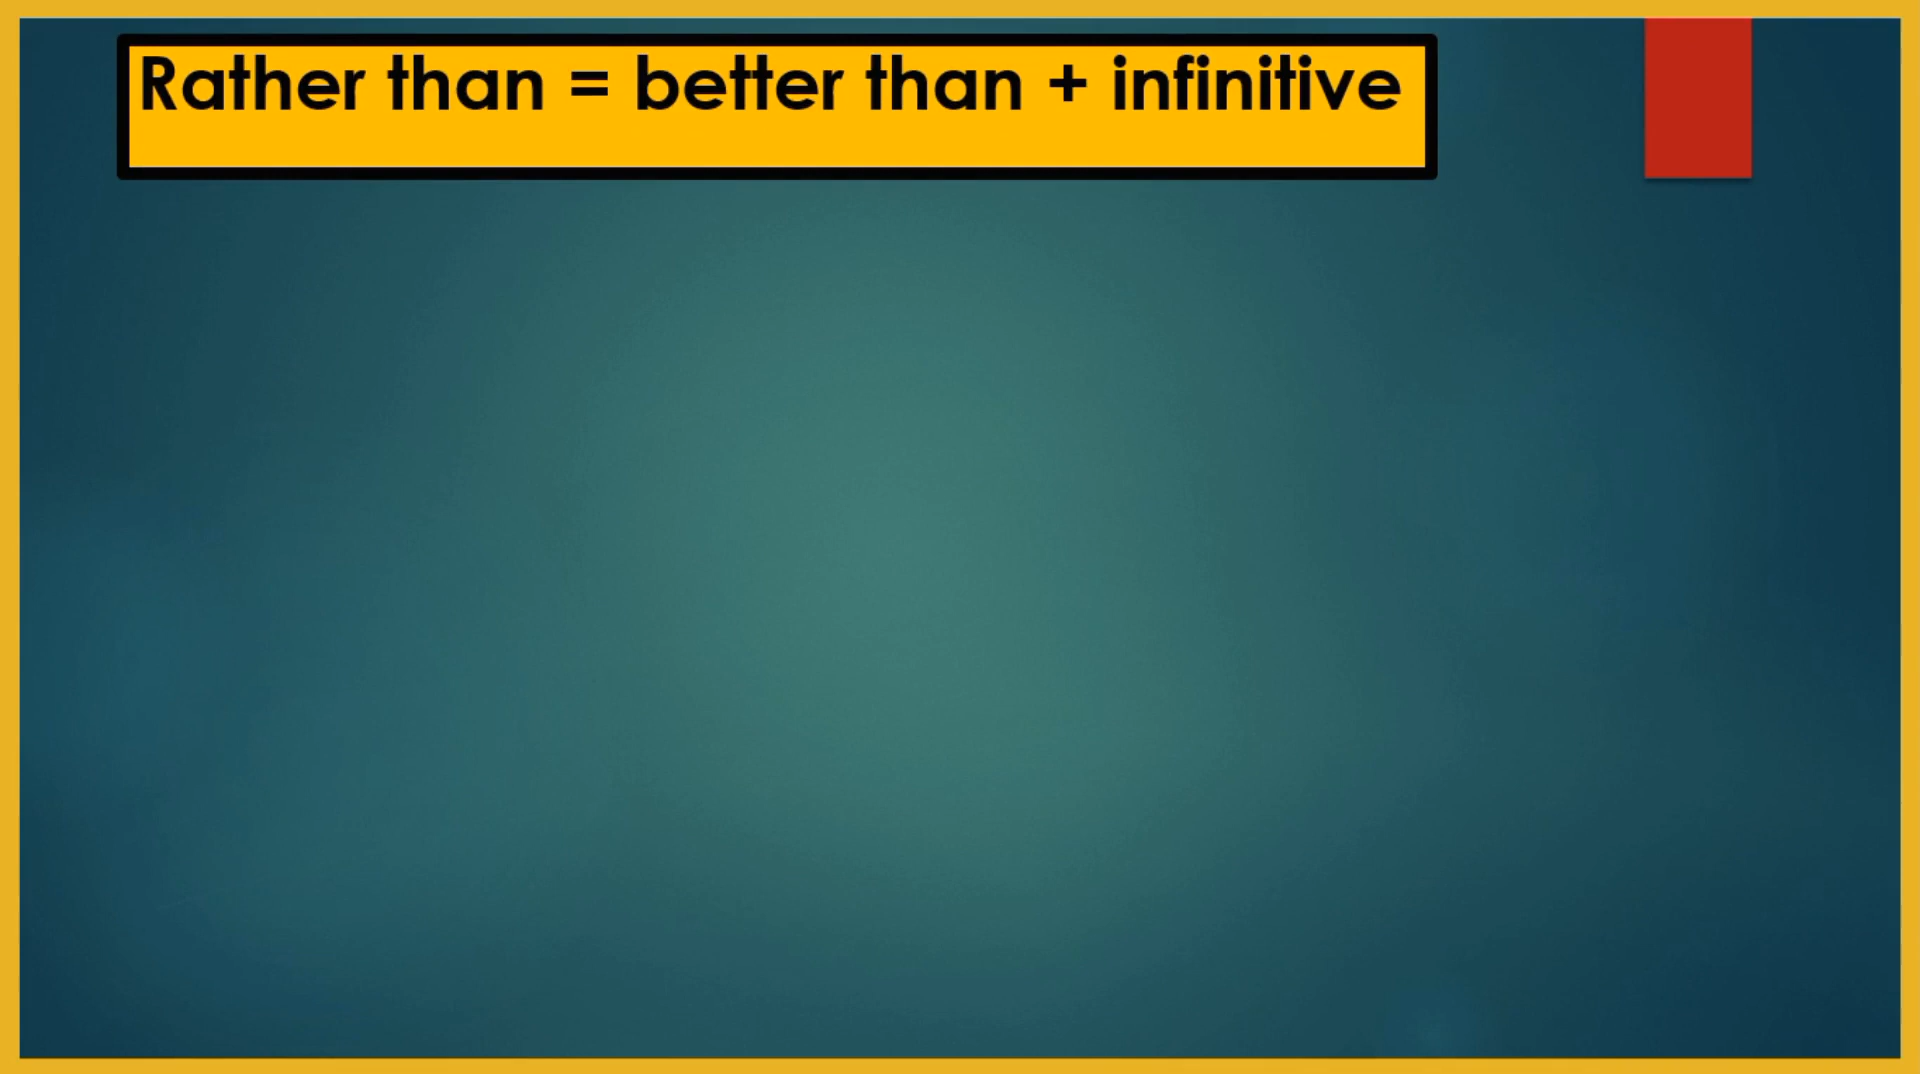 Rather than = better than + infinitive